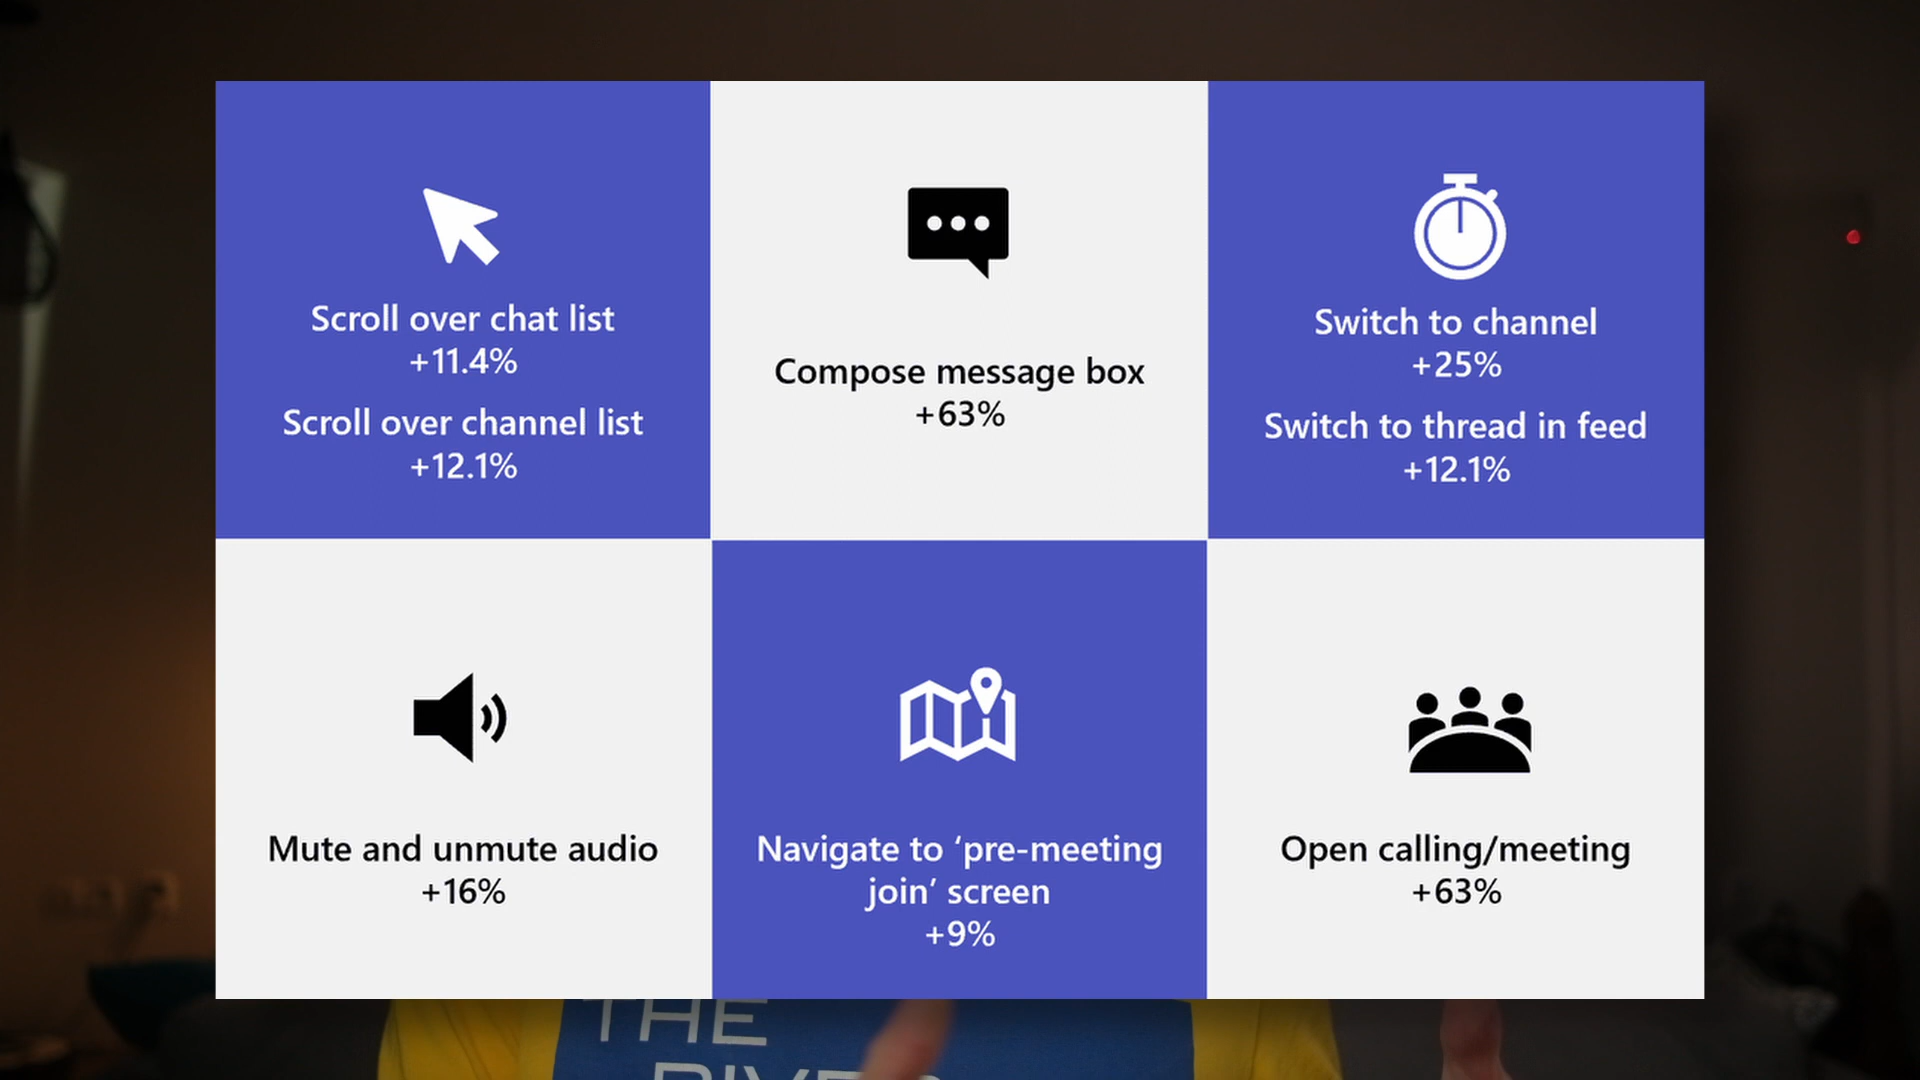 Scroll over chat list
+11.4%
Scroll over channel list
+12.1%
Compose message box
+63%
Switch to channel
+25%
Switch to thread in feed
+12.1%
Mute and unmute audio
+16%
Navigate to ‘pre-meeting
join’ screen
+9%
Open calling/meeting
+63%
THE